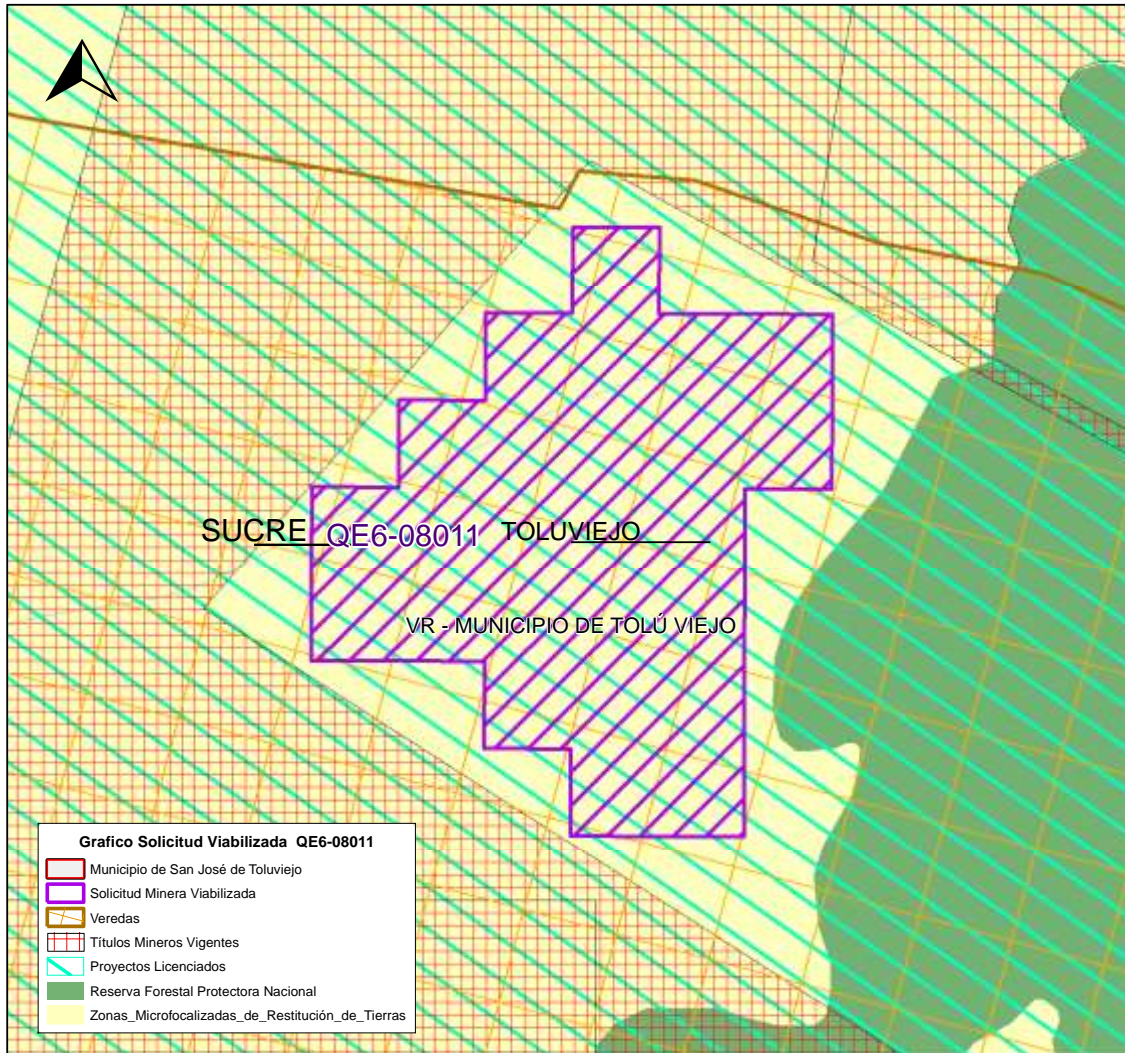 SUCRE QE6-08011 TOLUVIEJO
VR - MUNICIPIO DE TOLÚ VIEJO
Grafico Solicitud Viabilizada QE6-08011
Municipio de San José de Toluviejo
Solicitud Minera Viabilizada
Veredas
Títulos Mineros Vigentes
Proyectos Licenciados
Reserva Forestal Protectora Nacional
Zonas_Microfocalizadas_de_Restitución_de_Tierras